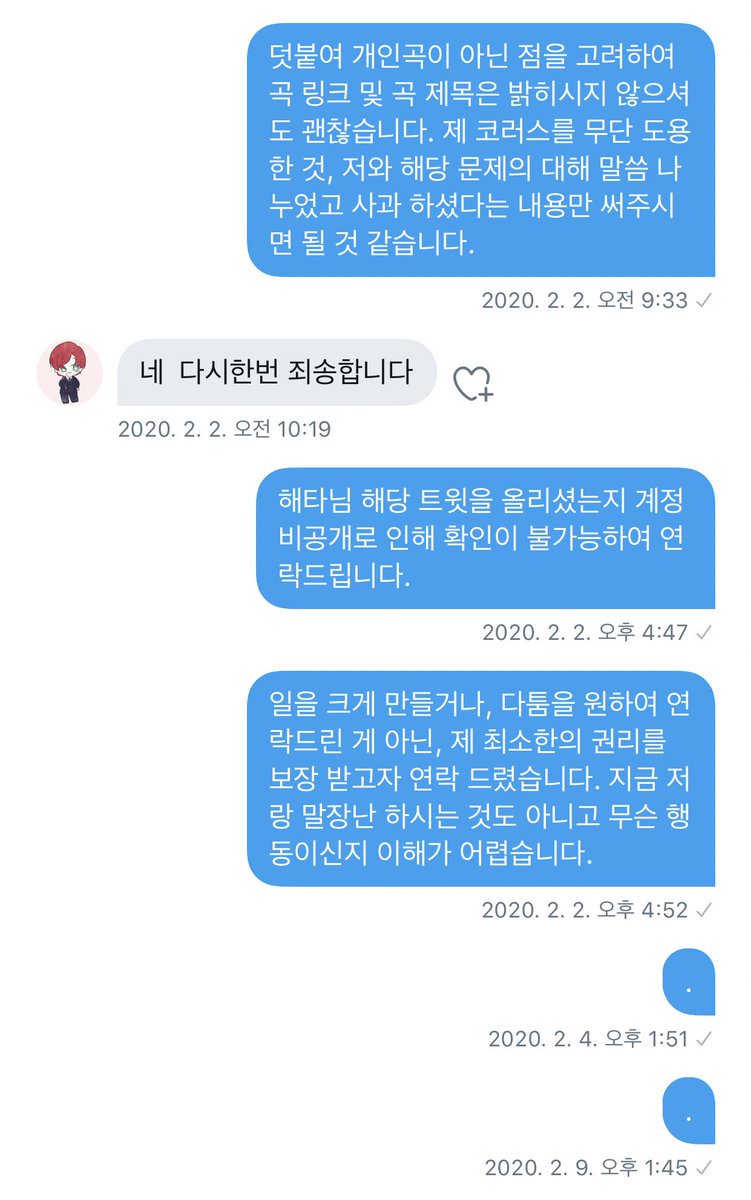 덧붙여 개인곡이 아닌 점을 고려하여
곡 링크 및 곡 제목은 밝히시지 않으셔
도 괜찮습니다. 제 코러스를 무단 도용
한 것, 저와 해당 문제의 대해 말씀 나
누었고 사과 하셨다는 내용만 써주시
면 될 것 같습니다.
2020. 2. 2. 오전 9:33 ✓
네  다시한번 죄송합니다
2020. 2. 2. 오전 10:19
해타님 해당 트윗을 올리셨는지 계정
비공개로 인해 확인이 불가능하여 연
락드립니다.
2020. 2. 2. 오후 4:47 ✓
일을 크게 만들거나, 다툼을 원하여 연
락드린 게 아닌, 제 최소한의 권리를
보장 받고자 연락 드렸습니다. 지금 저
랑 말장난 하시는 것도 아니고 무슨 행
동이신지 이해가 어렵습니다.
2020. 2. 2. 오후 4:52 ✓
.
2020. 2. 4. 오후 1:51 ✓
.
2020. 2. 9. 오후 1:45 ✓